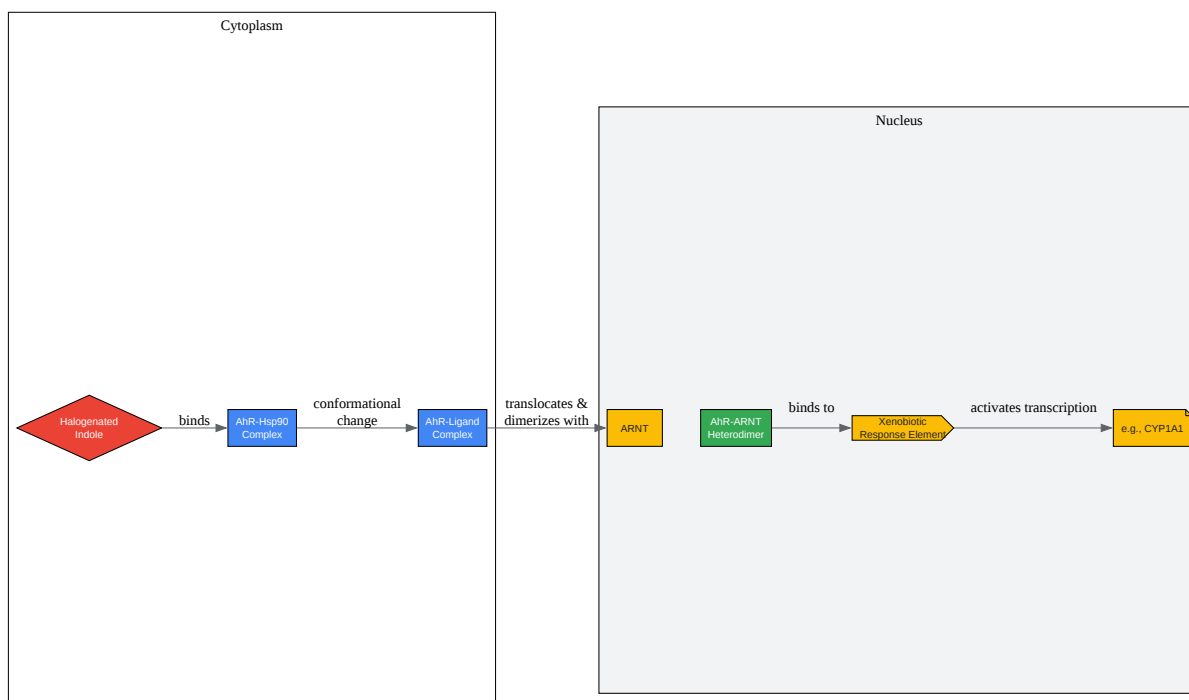 Cytoplasm
Nucleus
Halogenated
Indole
binds
AhR-Hsp90
Complex
conformational
change
AhR-Ligand
Complex
translocates &
dimerizes with
ARNT
AhR-ARNT
Heterodimer
binds to
Xenobiotic
Response Element
activates transcription
e.g., CYP1A1